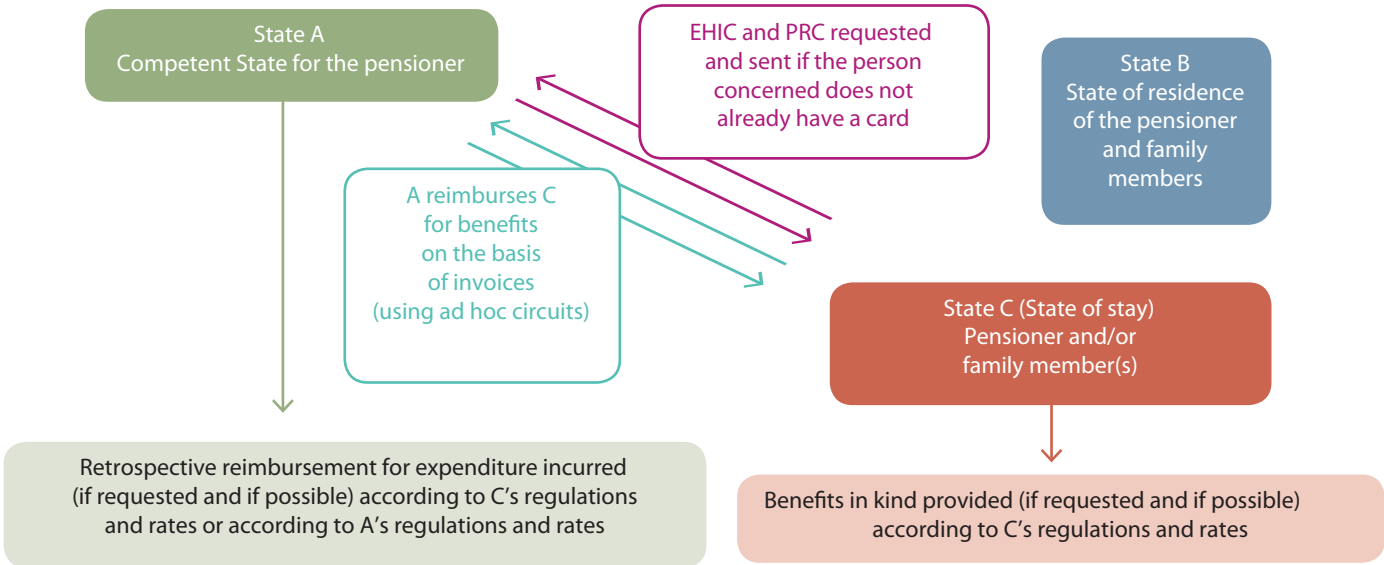 State A
Competent State for the pensioner
EHIC and PRC requested
and sent if the person
concerned does not
already have a card
State B
State of residence
of the pensioner
and family
members
A reimburses C
for benefits
on the basis
of invoices
(using ad hoc circuits)
State C (State of stay)
Pensioner and/or
family member(s)
Retrospective reimbursement for expenditure incurred
(if requested and if possible) according to C’s regulations
and rates or according to A’s regulations and rates
Benefits in kind provided (if requested and if possible)
according to C’s regulations and rates